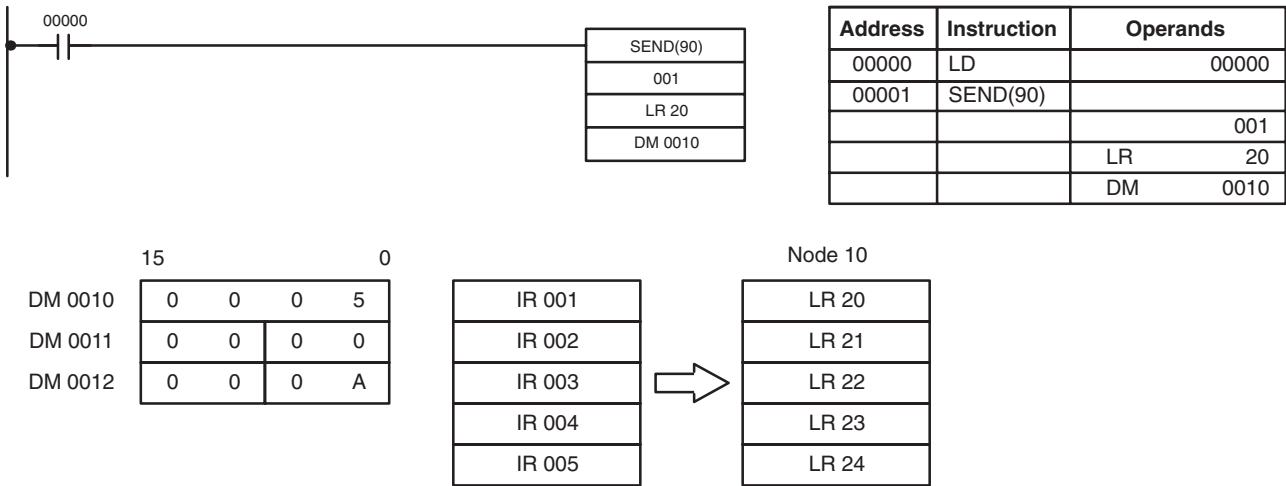 00000
SEND(90)
001
LR 20
DM 0010
Address Instruction Operands
00000 LD 00000
00001 SEND(90)
001
LR 20
DM 0010
15 0
DM 0010 0 0 0 5
DM 0011 0 0 0 0
DM 0012 0 0 0 A
IR 001
IR 002
IR 003
IR 004
IR 005
Node 10
LR 20
LR 21
LR 22
LR 23
LR 24